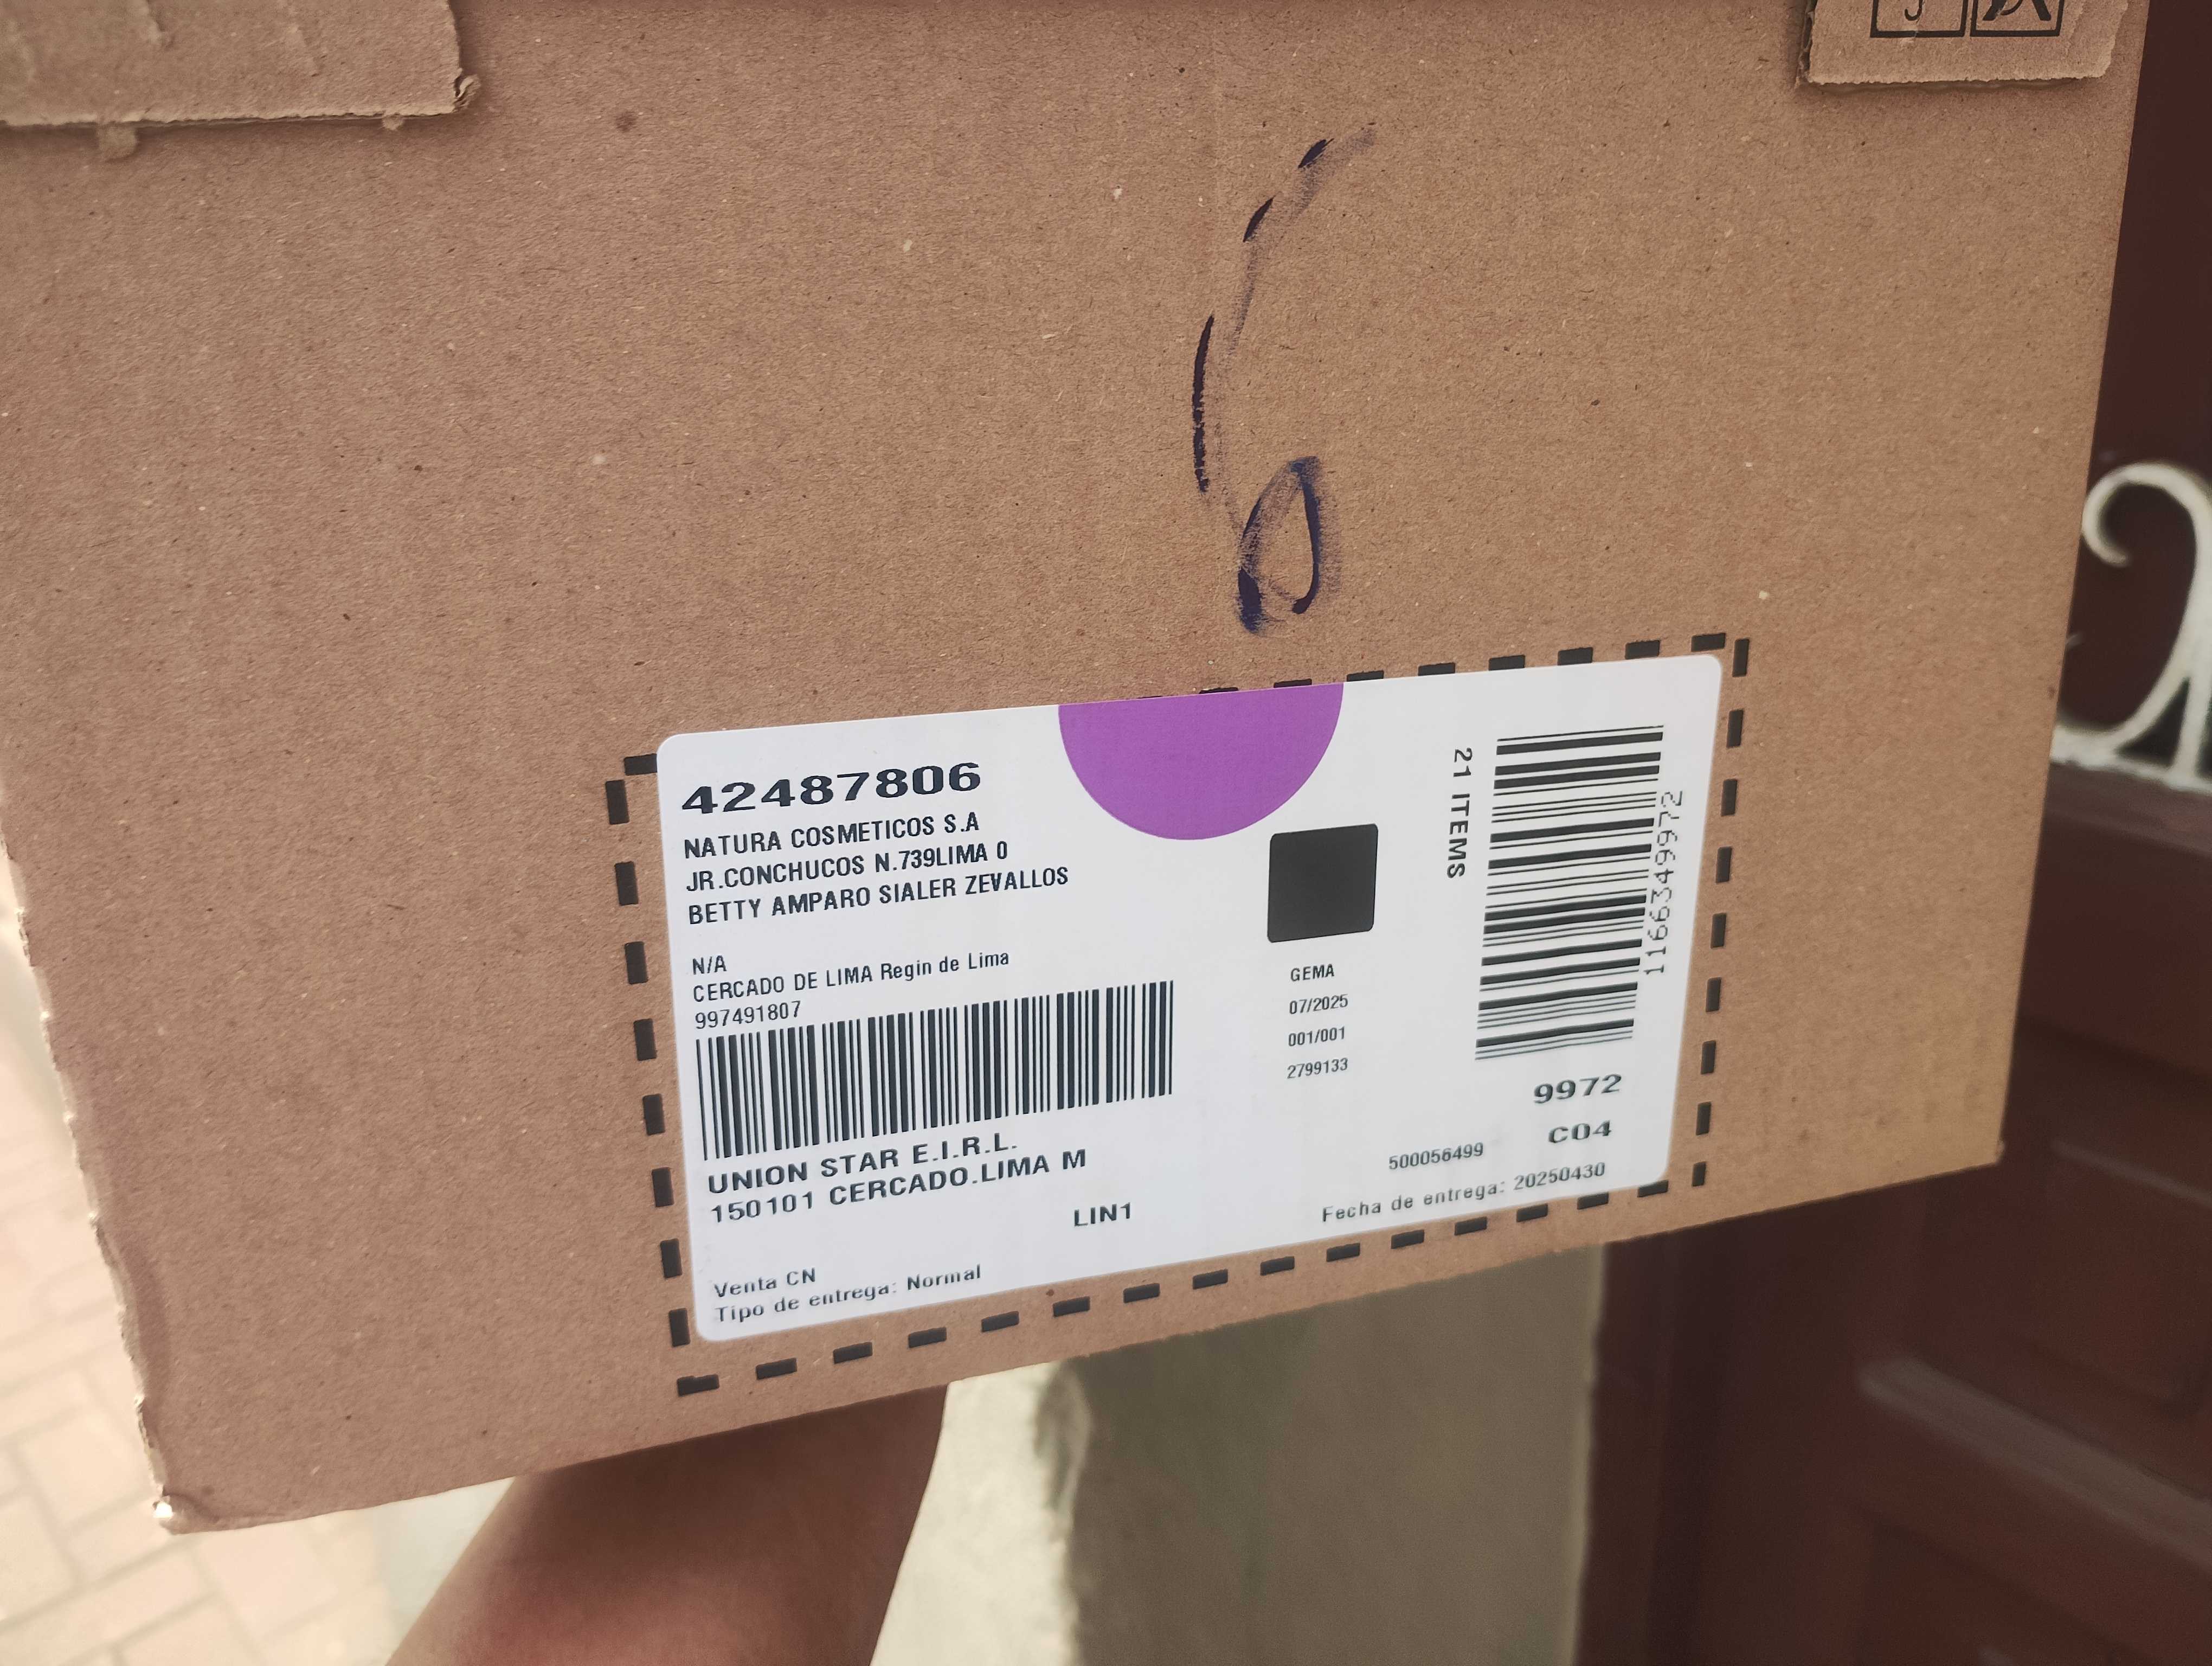 6
42487806
NATURA COSMETICOS S.A
JR.CONCHUCOS N.739LIMA 0
BETTY AMPARO SIALER ZEVALLOS
N/A
CERCADO DE LIMA Regin de Lima
997491807
UNION STAR E.I.R.L.
150101 CERCADO.LIMA M
LIN1
Venta CN
Tipo de entrega: Normal
GEMA
07/2025
001/001
2799133
21 ITEMS
11663499972
9972
C04
500056499
Fecha de entrega: 20250430